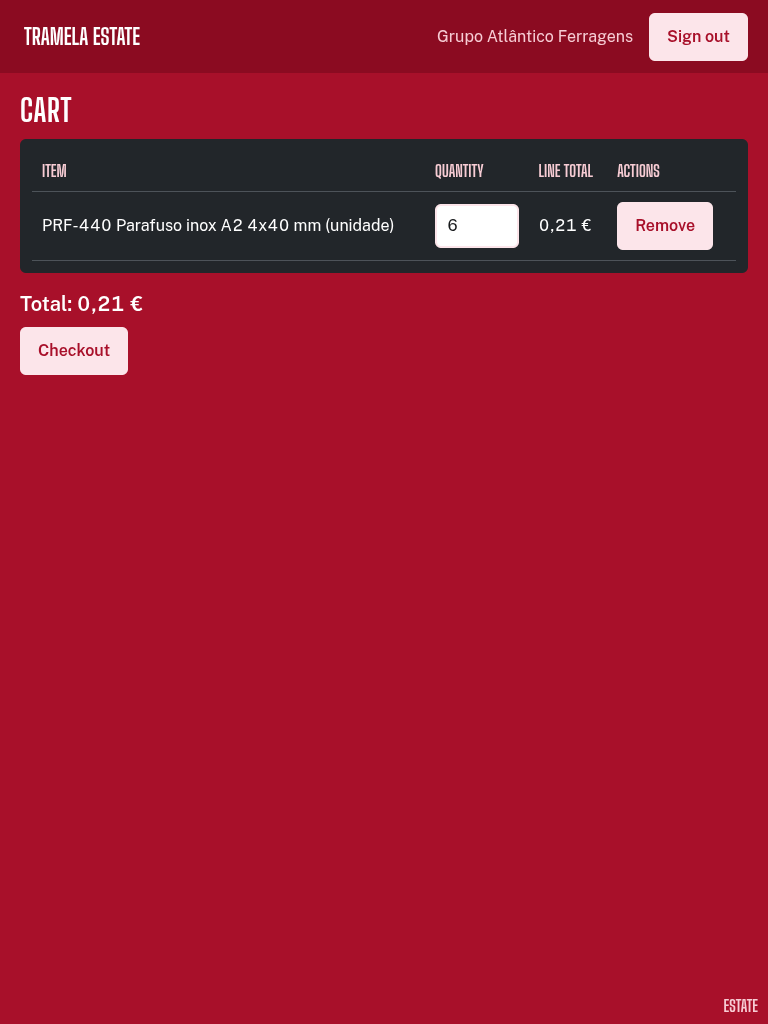 TRAMELA ESTATE
Grupo Atlântico Ferragens
Sign out
CART
ITEM QUANTITY LINE TOTAL ACTIONS
PRF-440 Parafuso inox A2 4x40 mm (unidade) 6 0,21 € Remove
Total: 0,21 €
Checkout
ESTATE